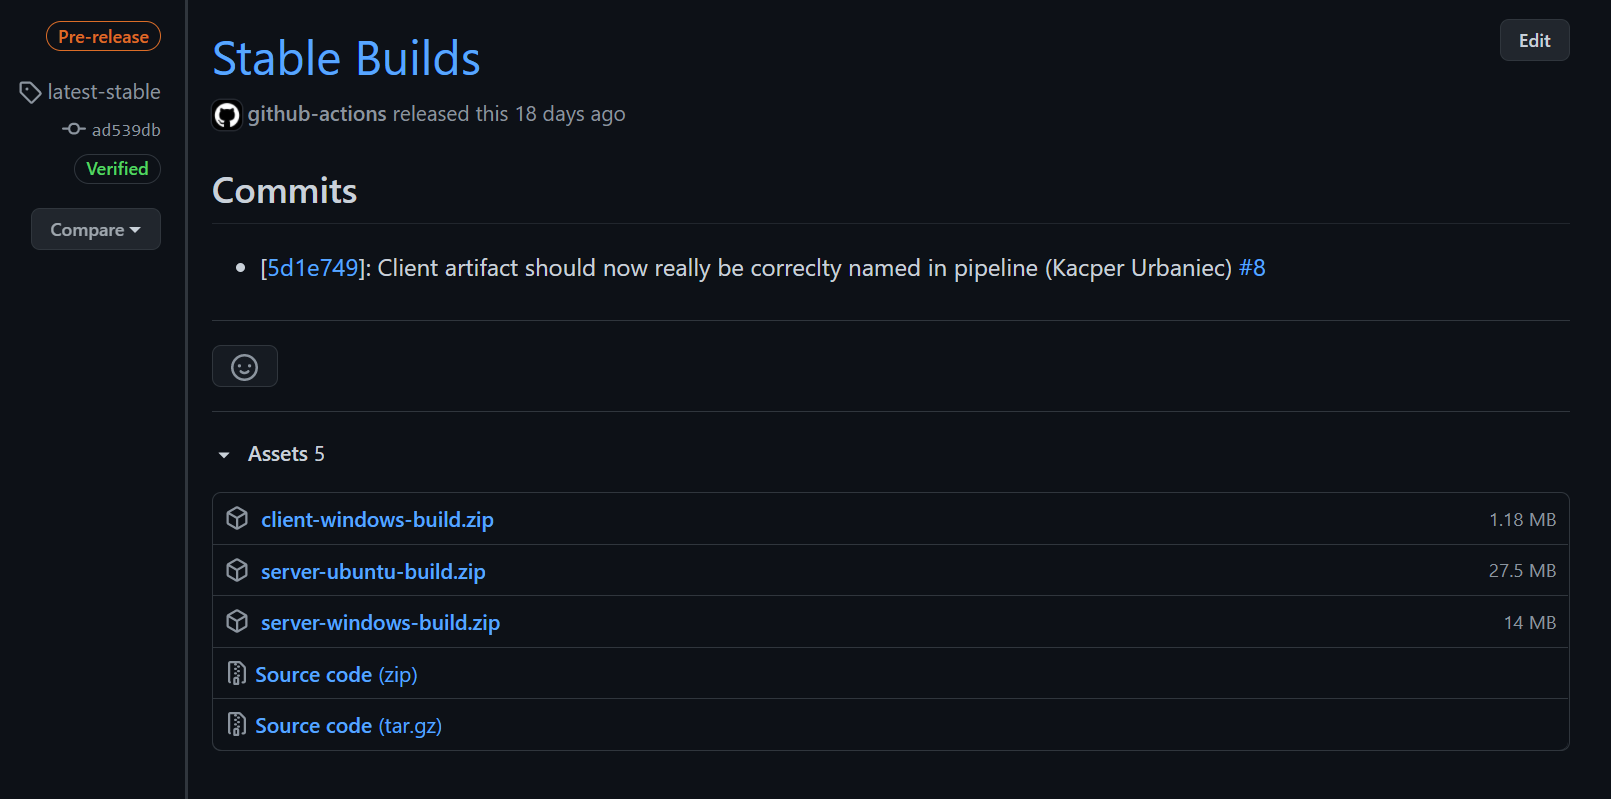 Pre-release
latest-stable
ad539db
Verified
Compare
Stable Builds
Edit
github-actions released this 18 days ago
Commits
[5d1e749]: Client artifact should now really be correclty named in pipeline (Kacper Urbaniec) #8
Assets 5
client-windows-build.zip 1.18 MB
server-ubuntu-build.zip 27.5 MB
server-windows-build.zip 14 MB
Source code (zip)
Source code (tar.gz)